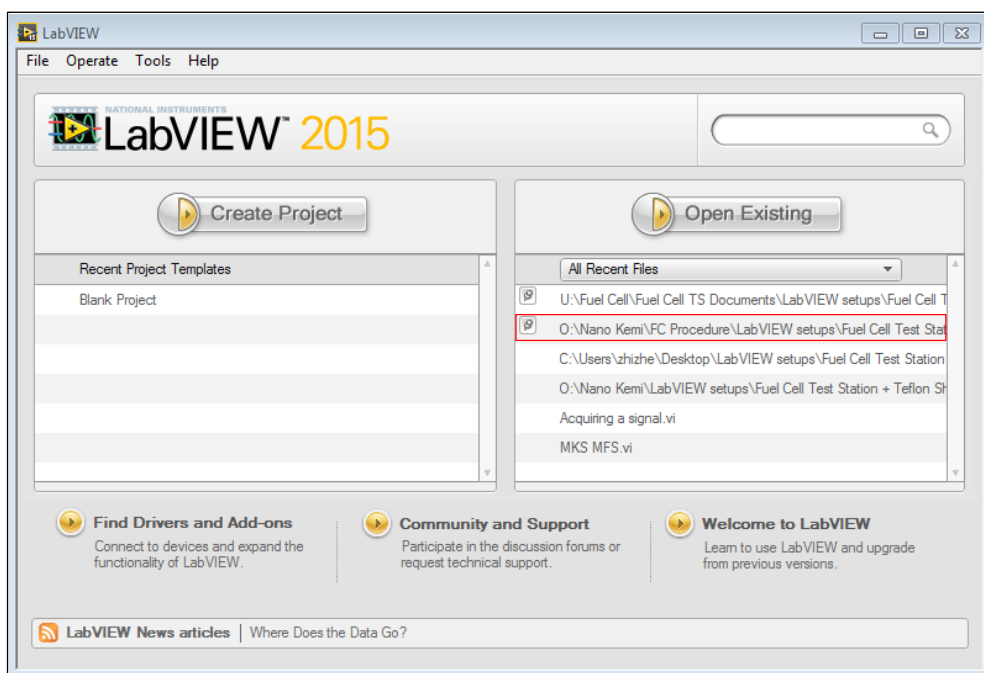 LabVIEW
File Operate Tools Help
NATIONAL INSTRUMENTS
LabVIEW™ 2015
Create Project
Recent Project Templates
Blank Project
Open Existing
All Recent Files
U:\Fuel Cell\Fuel Cell TS Documents\LabVIEW setups\Fuel Cell T
O:\Nano Kemi\FC Procedure\LabVIEW setups\Fuel Cell Test Stat
C:\Users\zhizhe\Desktop\LabVIEW setups\Fuel Cell Test Station
O:\Nano Kemi\LabVIEW setups\Fuel Cell Test Station + Teflon Sh
Acquiring a signal.vi
MKS MFS.vi
Find Drivers and Add-ons
Connect to devices and expand the
functionality of LabVIEW.
Community and Support
Participate in the discussion forums or
request technical support.
Welcome to LabVIEW
Learn to use LabVIEW and upgrade
from previous versions.
LabVIEW News articles | Where Does the Data Go?